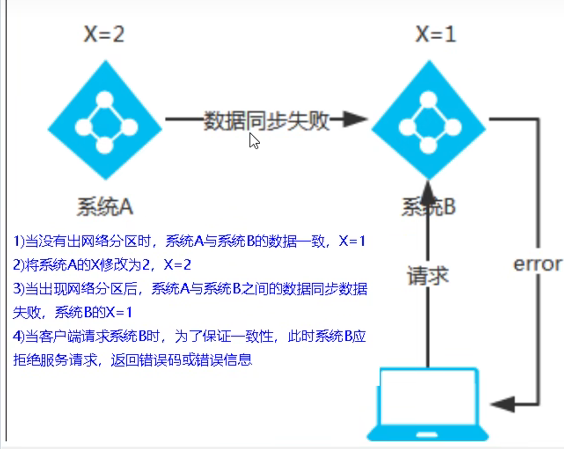 X=2
X=1
数据同步失败
系统A
系统B
1)当没有出网络分区时，系统A与系统B的数据一致，X=1
2)将系统A的X修改为2，X=2
3)当出现网络分区后，系统A与系统B之间的数据同步数据
失败，系统B的X=1
4)当客户端请求系统B时，为了保证一致性，此时系统B应
拒绝服务请求，返回错误码或错误信息
请求
error